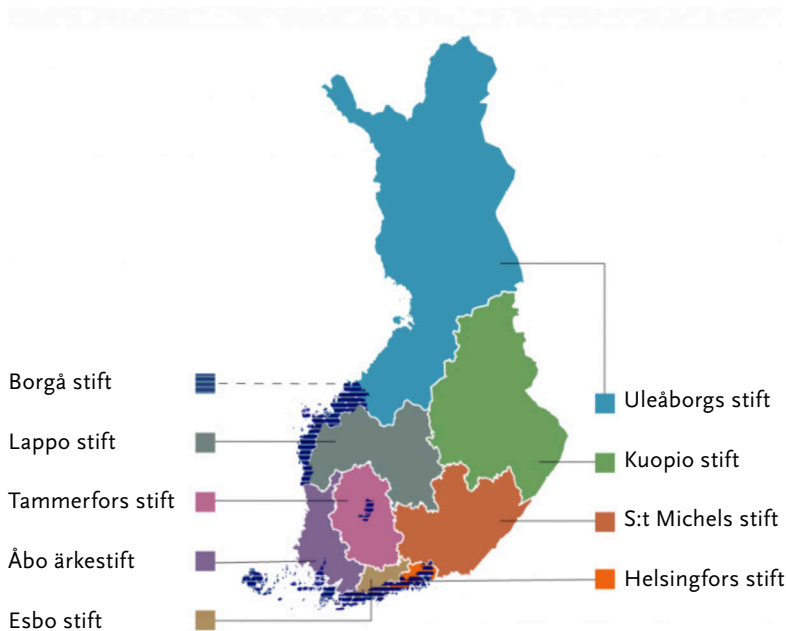 Borgå stift
Lappo stift
Tammerfors stift
Åbo ärkestift
Esbo stift
Uleåborgs stift
Kuopio stift
S:t Michels stift
Helsingfors stift